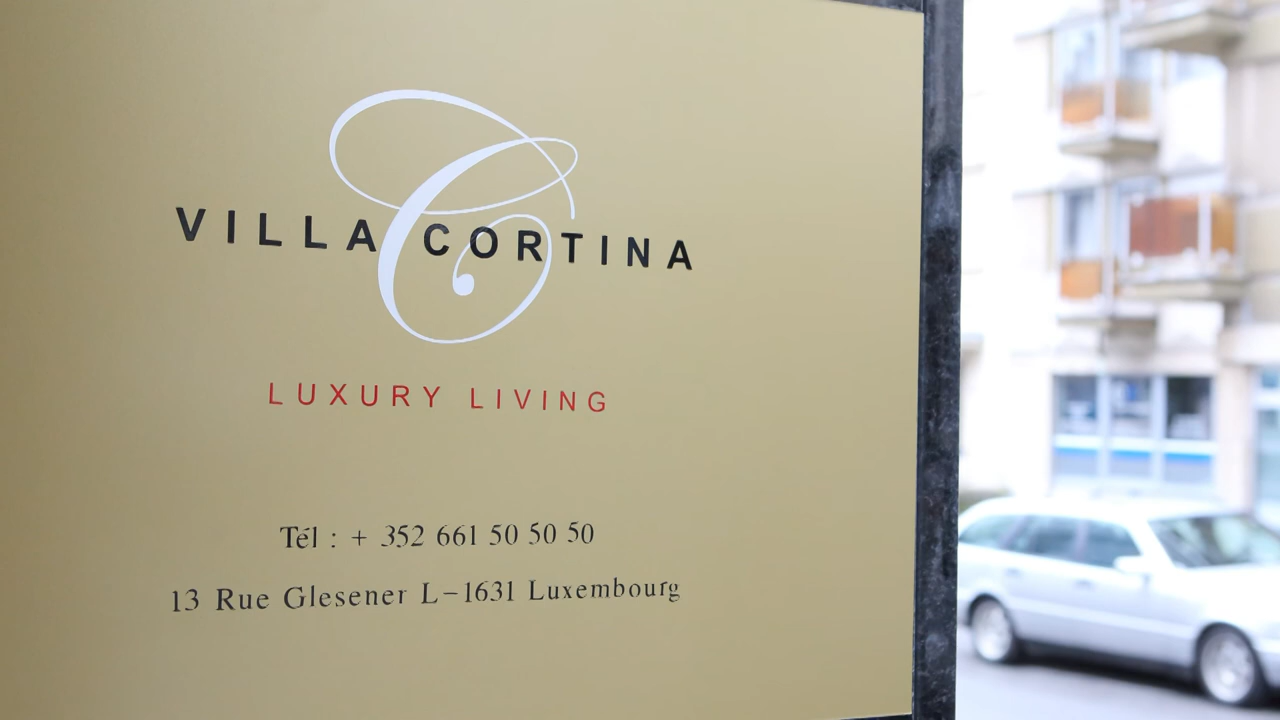 VILLA CORTINA
LUXURY LIVING
Tél : + 352 661 50 50 50
13 Rue Glesener L-1631 Luxembourg